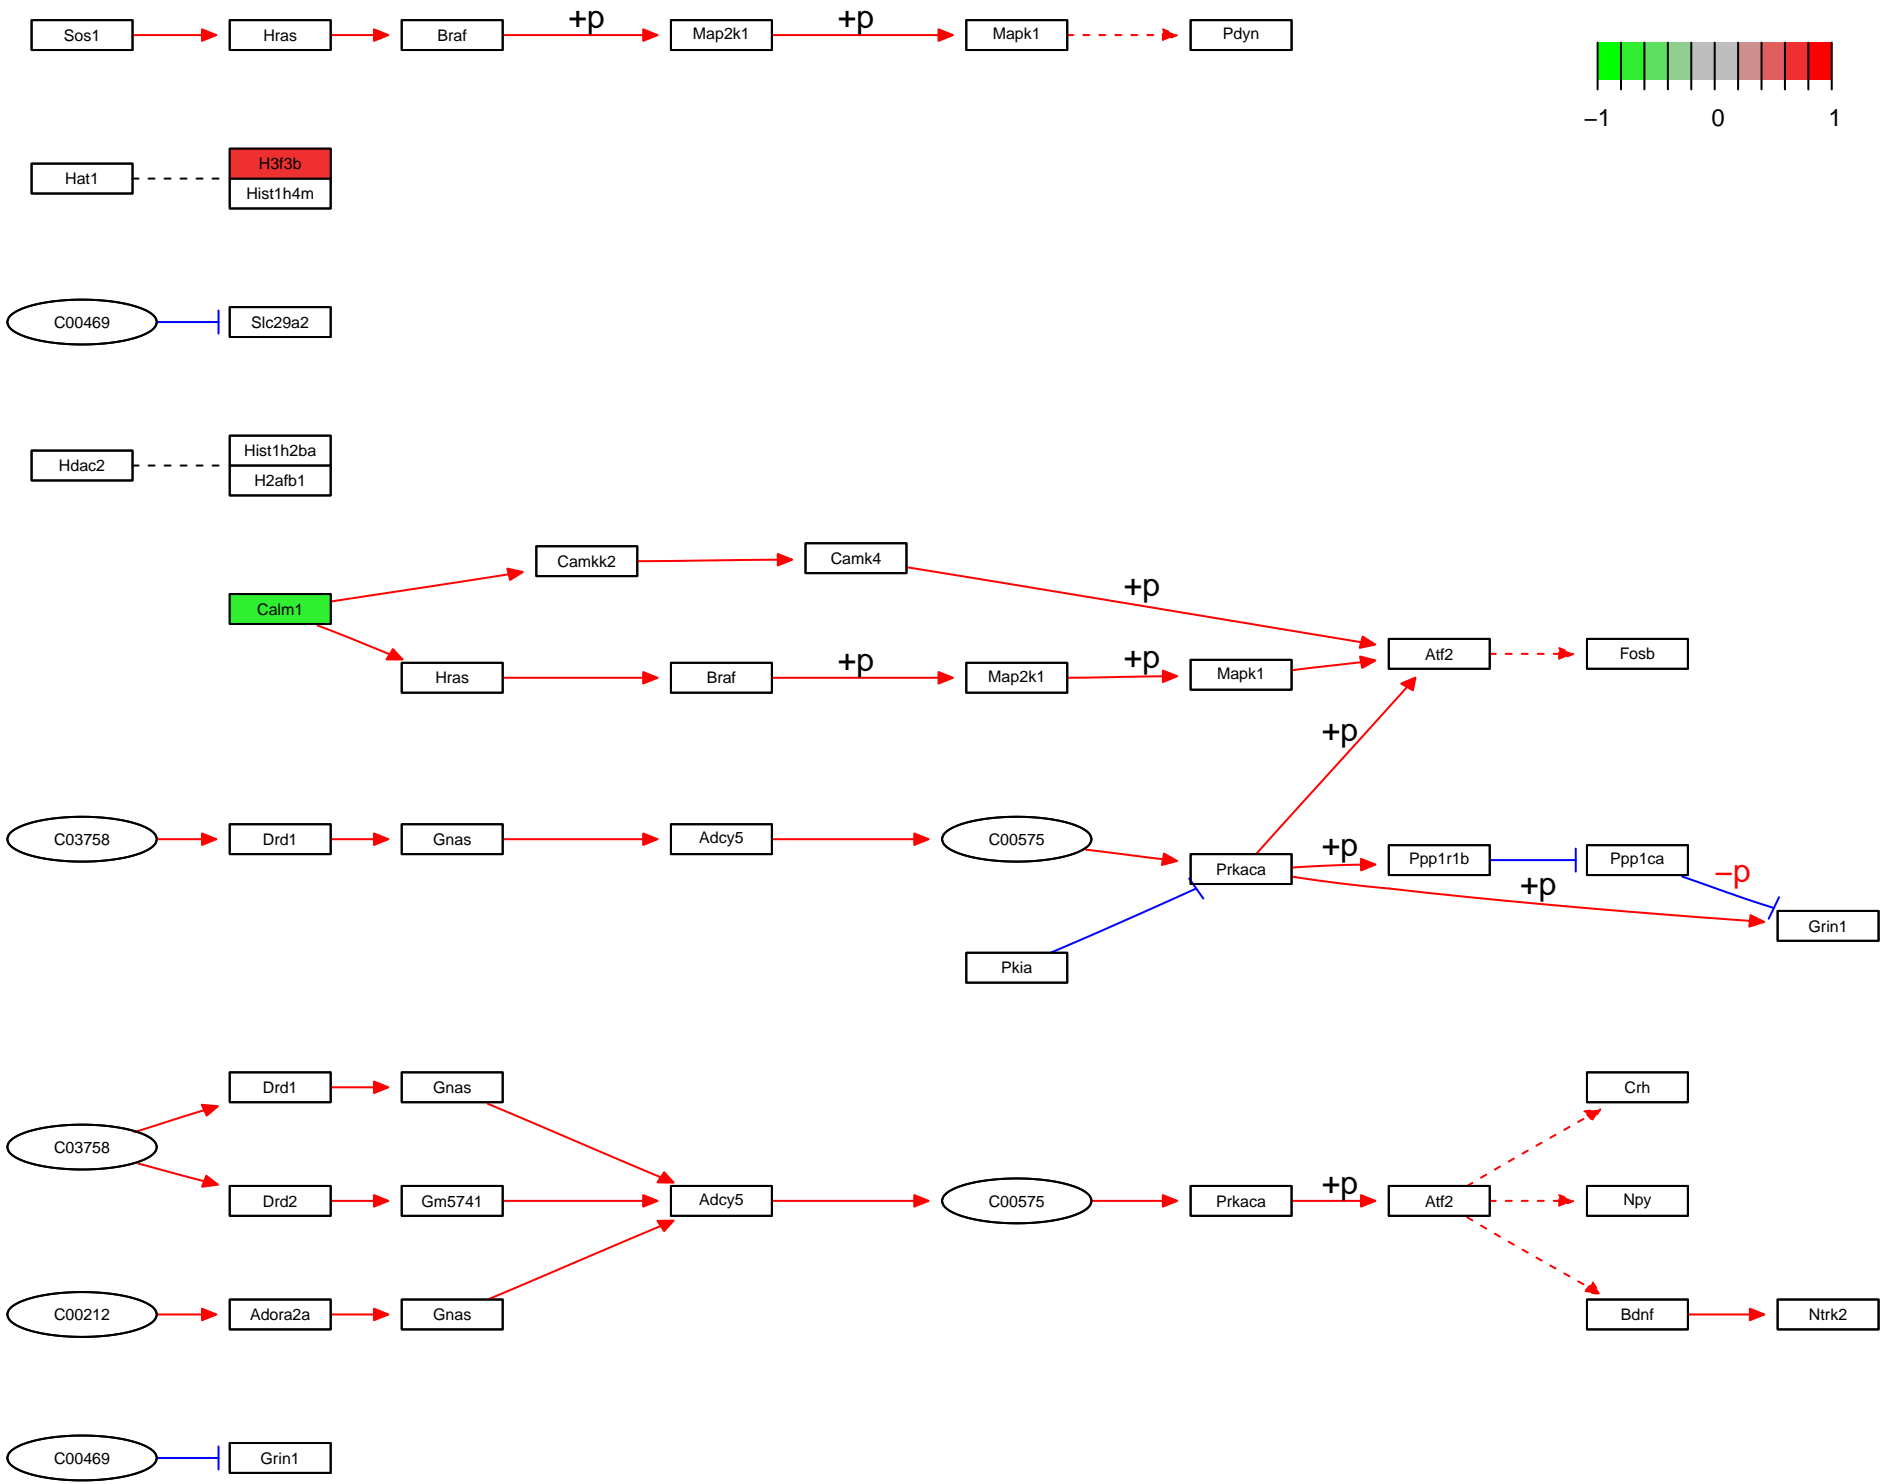 Sos1 Hras Braf +p Map2k1 +p Mapk1 Pdyn
−1 0 1
H3f3b
Hat1
Hist1h4m
C00469 Slc29a2
Hist1h2ba
Hdac2
H2afb1
Camkk2 Camk4
+p
Calm1
Atf2 Fosb
Hras Braf +p Map2k1 +p Mapk1
+p
C03758 Drd1 Gnas Adcy5 C00575
Prkaca +p Ppp1r1b Ppp1ca −p
+p
Grin1
Pkia
Drd1 Gnas Crh
C03758
Drd2 Gm5741 Adcy5 C00575 Prkaca +p Atf2 Npy
C00212 Adora2a Gnas Bdnf Ntrk2
C00469 Grin1